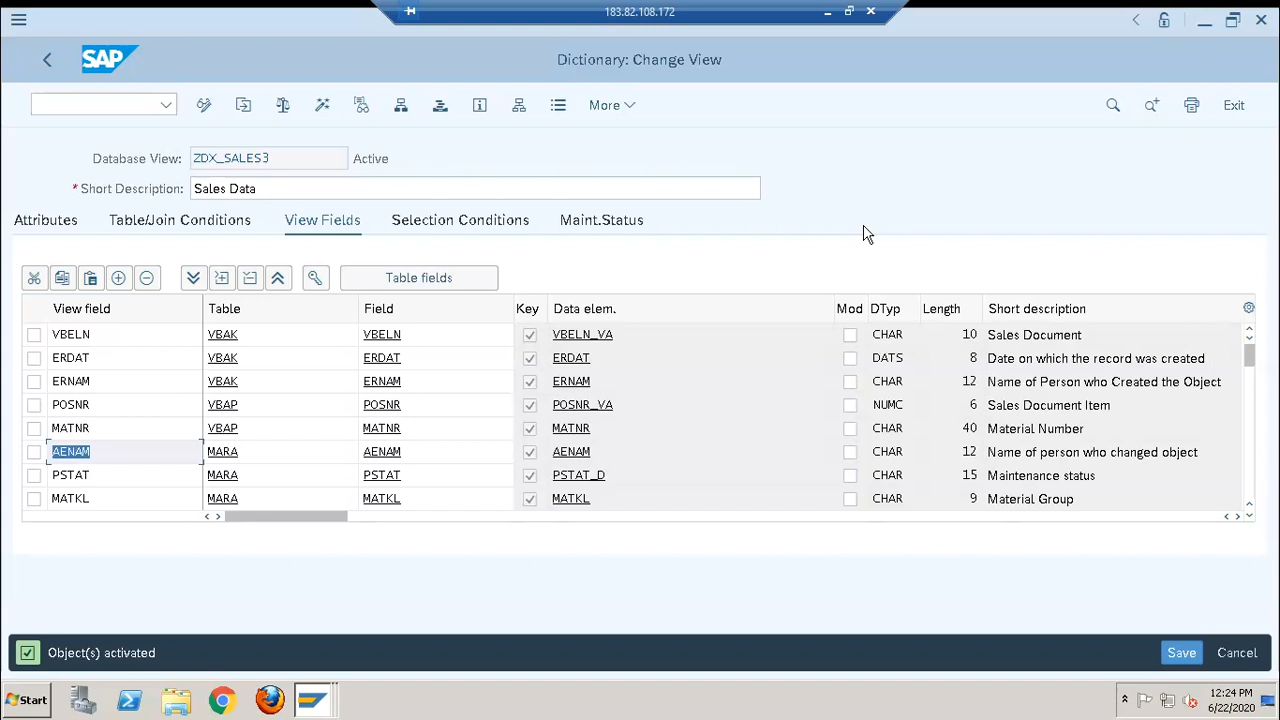 183.82.108.172
SAP
Dictionary: Change View
More
Exit
Database View: ZDX_SALES3 Active
* Short Description: Sales Data
Attributes Table/Join Conditions View Fields Selection Conditions Maint.Status
Table fields
View field Table Field Key Data elem. Mod DTyp Length Short description
VBELN VBAK VBELN VBELN_VA CHAR 10 Sales Document
ERDAT VBAK ERDAT ERDAT DATS 8 Date on which the record was created
ERNAM VBAK ERNAM ERNAM CHAR 12 Name of Person who Created the Object
POSNR VBAP POSNR POSNR_VA NUMC 6 Sales Document Item
MATNR VBAP MATNR MATNR CHAR 40 Material Number
AENAM MARA AENAM AENAM CHAR 12 Name of person who changed object
PSTAT MARA PSTAT PSTAT_D CHAR 15 Maintenance status
MATKL MARA MATKL MATKL CHAR 9 Material Group
Object(s) activated Save Cancel
Start 12:24 PM
6/22/2020